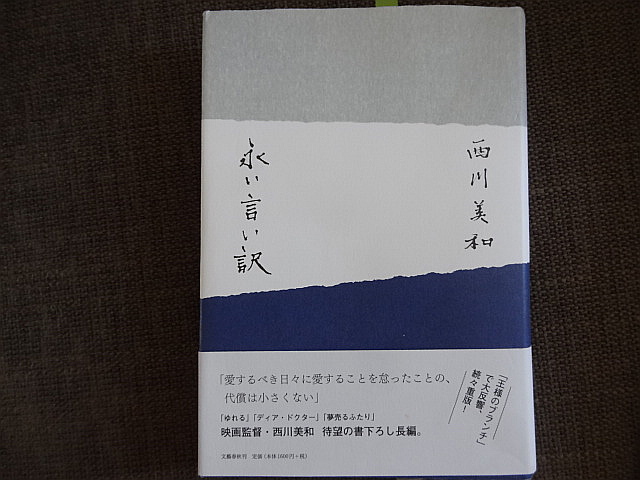 西川美和
永い言い訳
「愛するべき日々に愛することを怠ったことの、
代償は小さくない」
「ゆれる」「ディア・ドクター」「夢売るふたり」
映画監督・西川美和 待望の書下ろし長編。
文藝春秋刊 定価(本体1600円+税)
「王様のブランチ」
で大反響、
続々重版!